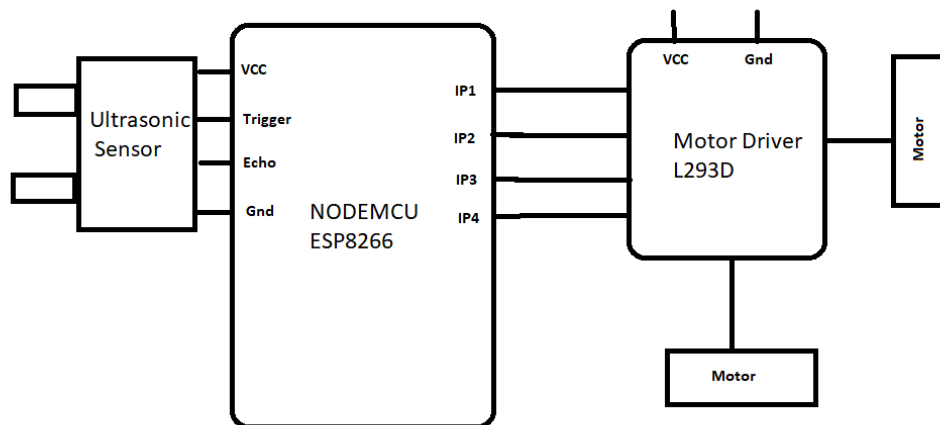 VCC
Gnd
VCC
IP1
Ultrasonic
Sensor
Trigger
IP2
Motor Driver
L293D
Motor
Echo
IP3
Gnd
NODEMCU
ESP8266
IP4
Motor